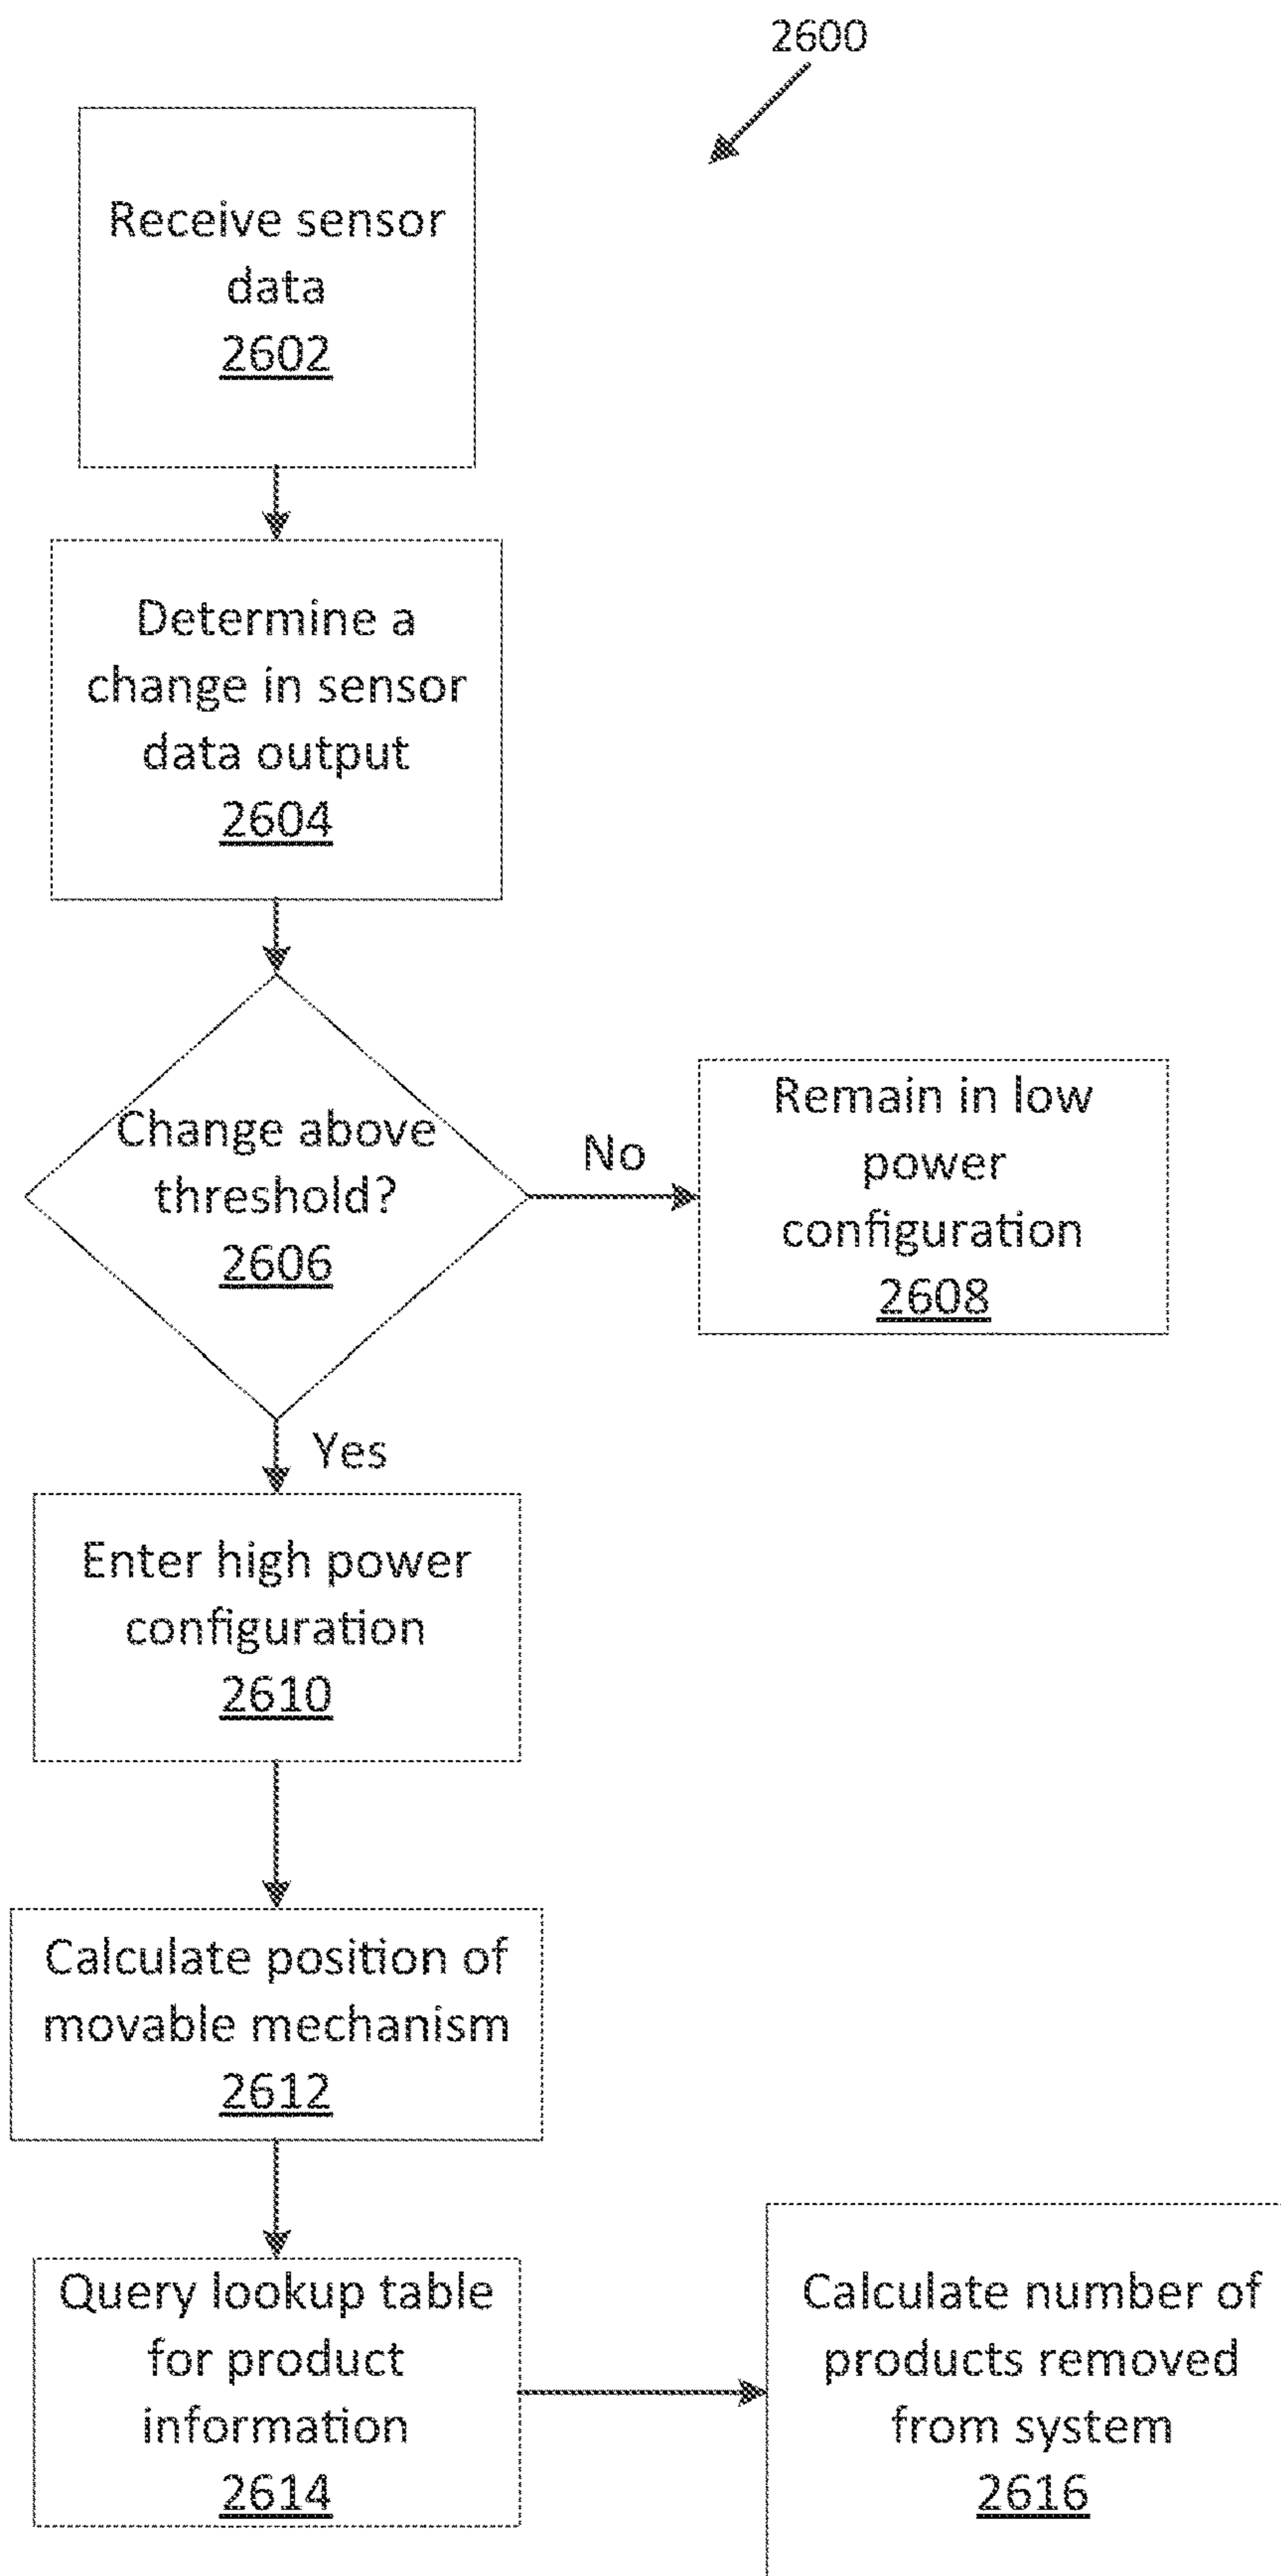 2600
Receive sensor
data
2602
Determine a
change in sensor
data output
2604
Change above
threshold?
2606
No
Remain in low
power
configuration
2608
Yes
Enter high power
configuration
2610
Calculate position of
movable mechanism
2612
Query lookup table
for product
information
2614
Calculate number of
products removed
from system
2616